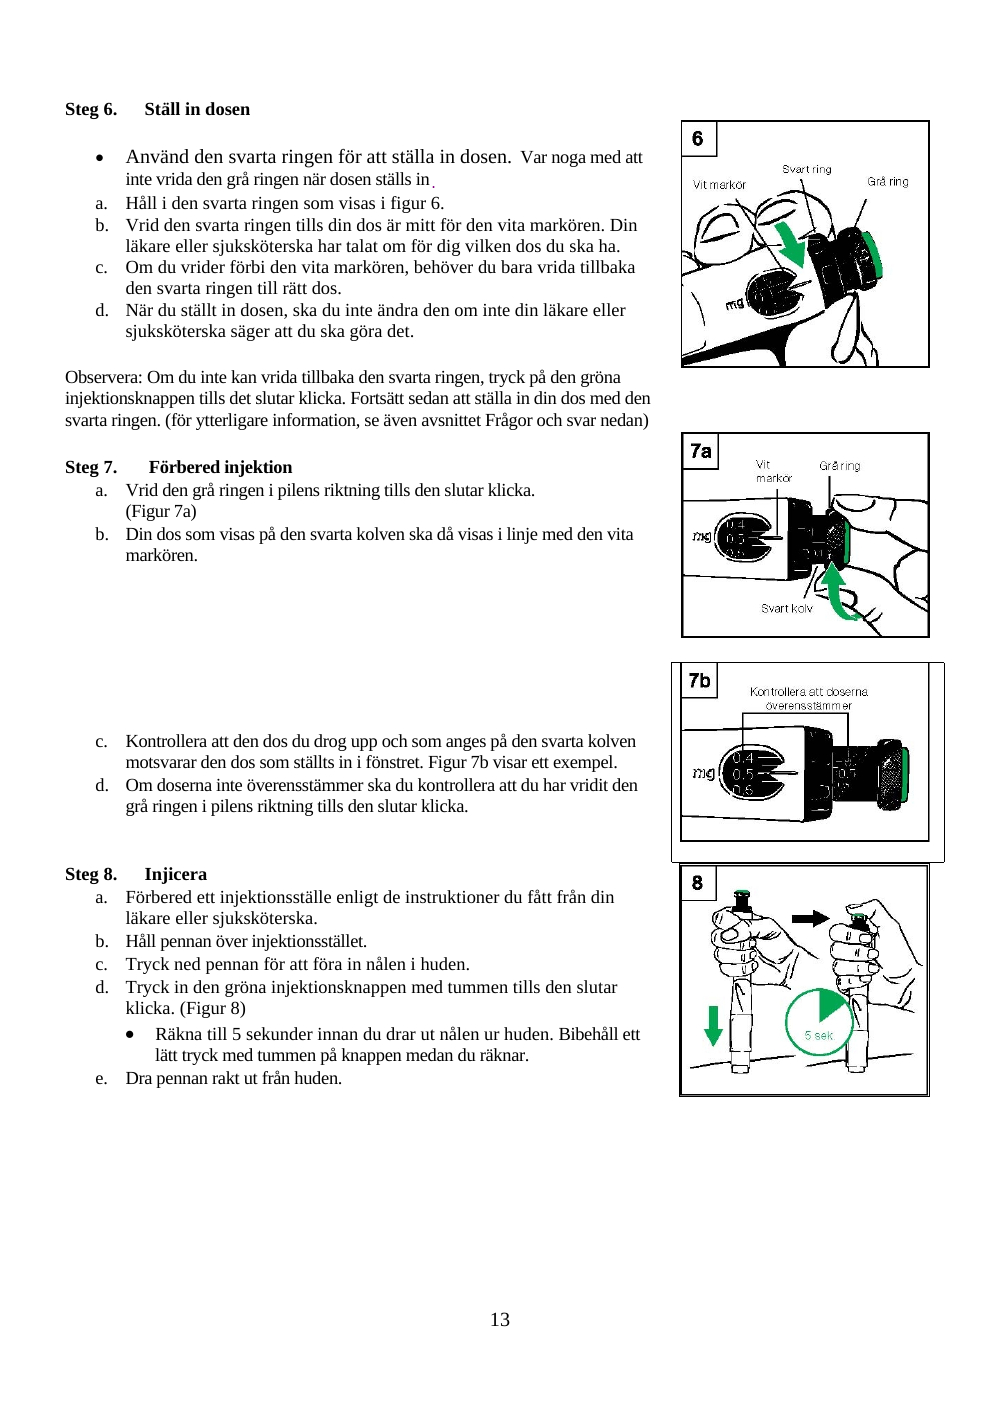 Steg 6. Ställ in dosen
• Använd den svarta ringen för att ställa in dosen. Var noga med att
inte vrida den grå ringen när dosen ställs in.
a. Håll i den svarta ringen som visas i figur 6.
b. Vrid den svarta ringen tills din dos är mitt för den vita markören. Din
läkare eller sjuksköterska har talat om för dig vilken dos du ska ha.
c. Om du vrider förbi den vita markören, behöver du bara vrida tillbaka
den svarta ringen till rätt dos.
d. När du ställt in dosen, ska du inte ändra den om inte din läkare eller
sjuksköterska säger att du ska göra det.
6
Svart ring
Vit markör
Grå ring
mg
Observera: Om du inte kan vrida tillbaka den svarta ringen, tryck på den gröna
injektionsknappen tills det slutar klicka. Fortsätt sedan att ställa in din dos med den
svarta ringen. (för ytterligare information, se även avsnittet Frågor och svar nedan)
Steg 7. Förbered injektion
a. Vrid den grå ringen i pilens riktning tills den slutar klicka.
(Figur 7a)
b. Din dos som visas på den svarta kolven ska då visas i linje med den vita
markören.
7a
Vit
markör
Grå ring
mg
0.4
0.5
0.6
Svart kolv
c. Kontrollera att den dos du drog upp och som anges på den svarta kolven
motsvarar den dos som ställts in i fönstret. Figur 7b visar ett exempel.
d. Om doserna inte överensstämmer ska du kontrollera att du har vridit den
grå ringen i pilens riktning tills den slutar klicka.
7b
Kontrollera att doserna
överensstämmer
mg
0.4
0.5
0.6
0.5
Steg 8. Injicera
a. Förbered ett injektionsställe enligt de instruktioner du fått från din
läkare eller sjuksköterska.
b. Håll pennan över injektionsstället.
c. Tryck ned pennan för att föra in nålen i huden.
d. Tryck in den gröna injektionsknappen med tummen tills den slutar
klicka. (Figur 8)
• Räkna till 5 sekunder innan du drar ut nålen ur huden. Bibehåll ett
lätt tryck med tummen på knappen medan du räknar.
e. Dra pennan rakt ut från huden.
8
5 sek.
13